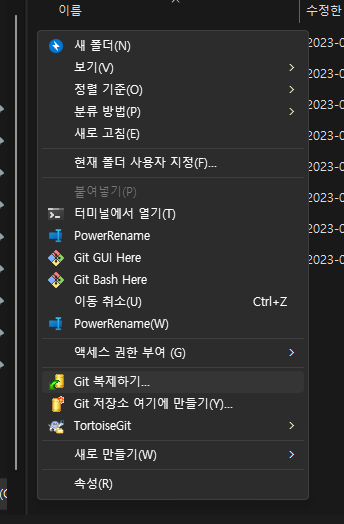 이름 수정한
새 폴더(N)
보기(V)
정렬 기준(O)
분류 방법(P)
새로 고침(E)
현재 폴더 사용자 지정(F)...
붙여넣기(P)
터미널에서 열기(T)
PowerRename
Git GUI Here
Git Bash Here
이동 취소(U) Ctrl+Z
PowerRename(W)
액세스 권한 부여 (G)
Git 복제하기...
Git 저장소 여기에 만들기(Y)...
TortoiseGit
새로 만들기(W)
속성(R)
(C
2023-0
2023-0
2023-0
2023-0
2023-0
2023-0
2023-0
2023-0